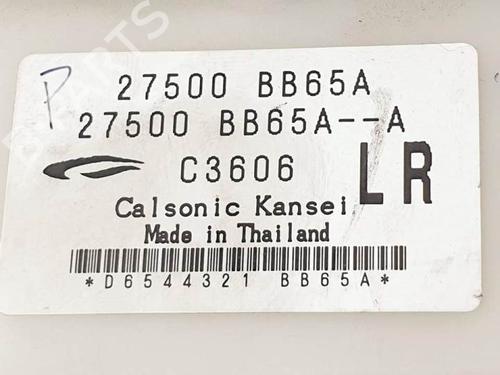 P
27500 BB65A
27500 BB65A--A
C3606
LR
Calsonic Kansei
Made in Thailand
*D6544321 BB65A*